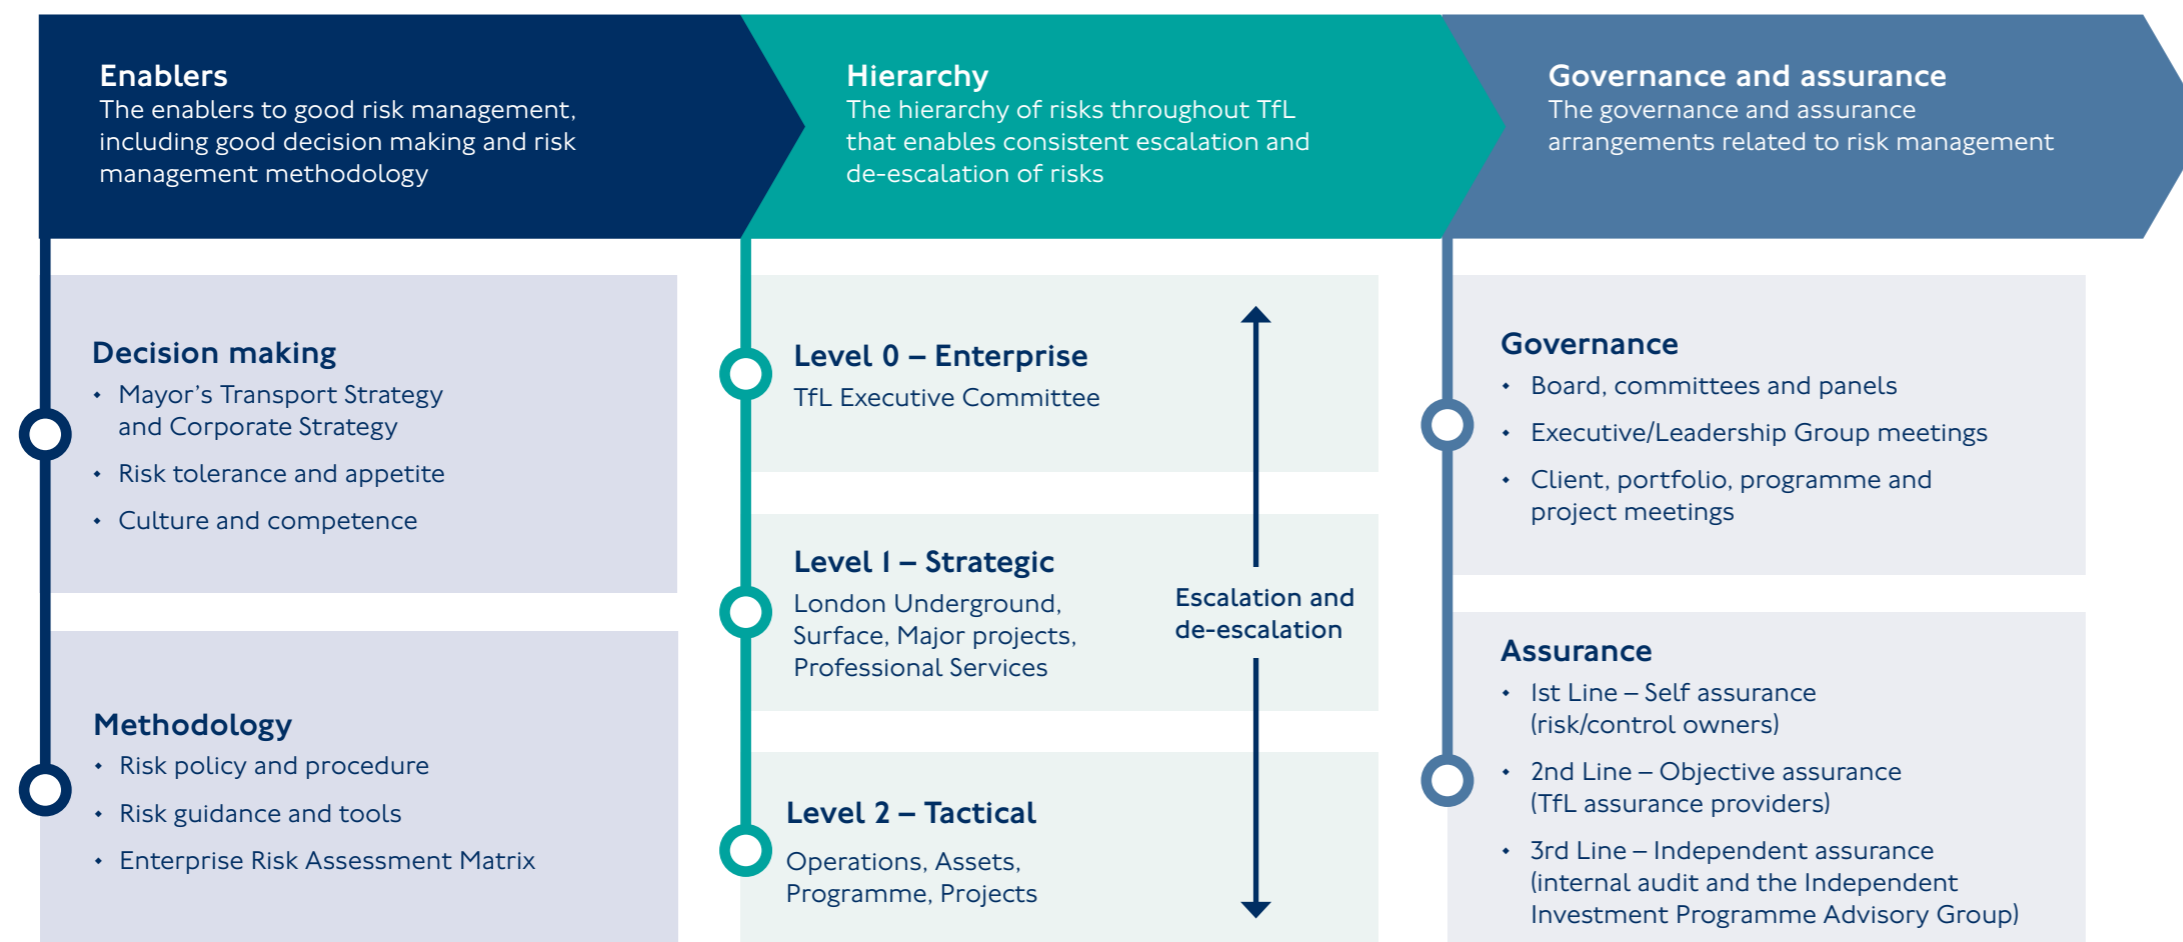 Enablers
The enablers to good risk management,
including good decision making and risk
management methodology
Decision making
• Mayor’s Transport Strategy
and Corporate Strategy
• Risk tolerance and appetite
• Culture and competence
Methodology
• Risk policy and procedure
• Risk guidance and tools
• Enterprise Risk Assessment Matrix
Hierarchy
The hierarchy of risks throughout TfL
that enables consistent escalation and
de-escalation of risks
Level 0 – Enterprise
TfL Executive Committee
Level 1 – Strategic
London Underground,
Surface, Major projects,
Professional Services
Level 2 – Tactical
Operations, Assets,
Programme, Projects
Escalation and
de-escalation
Governance and assurance
The governance and assurance
arrangements related to risk management
Governance
• Board, committees and panels
• Executive/Leadership Group meetings
• Client, portfolio, programme and
project meetings
Assurance
• 1st Line – Self assurance
(risk/control owners)
• 2nd Line – Objective assurance
(TfL assurance providers)
• 3rd Line – Independent assurance
(internal audit and the Independent
Investment Programme Advisory Group)